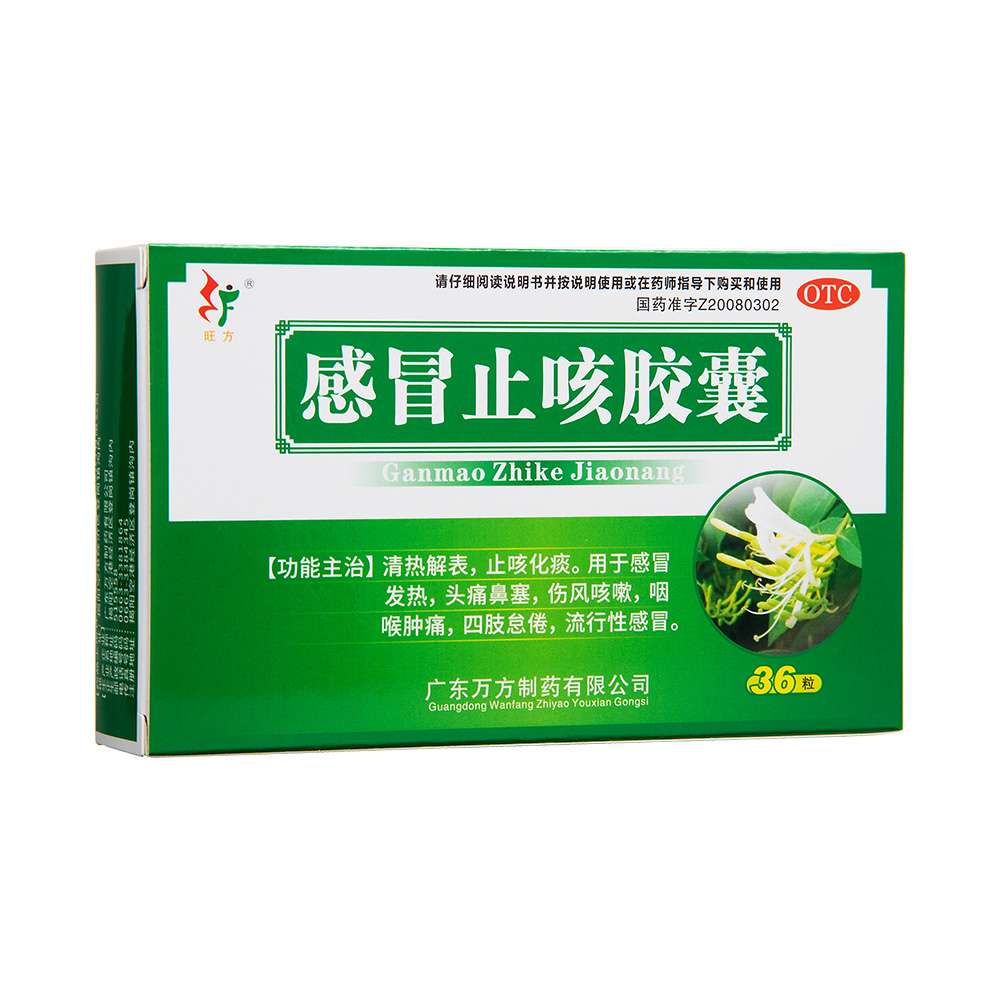 旺方
®
请仔细阅读说明书并按说明使用或在药师指导下购买和使用
国药准字Z20080302
OTC
感冒止咳胶囊
Ganmao Zhike Jiaonang
【功能主治】清热解表，止咳化痰。用于感冒
发热，头痛鼻塞，伤风咳嗽，咽
喉肿痛，四肢怠倦，流行性感冒。
36粒
广东万方制药有限公司
Guangdong Wanfang Zhiyao Youxian Gongsi